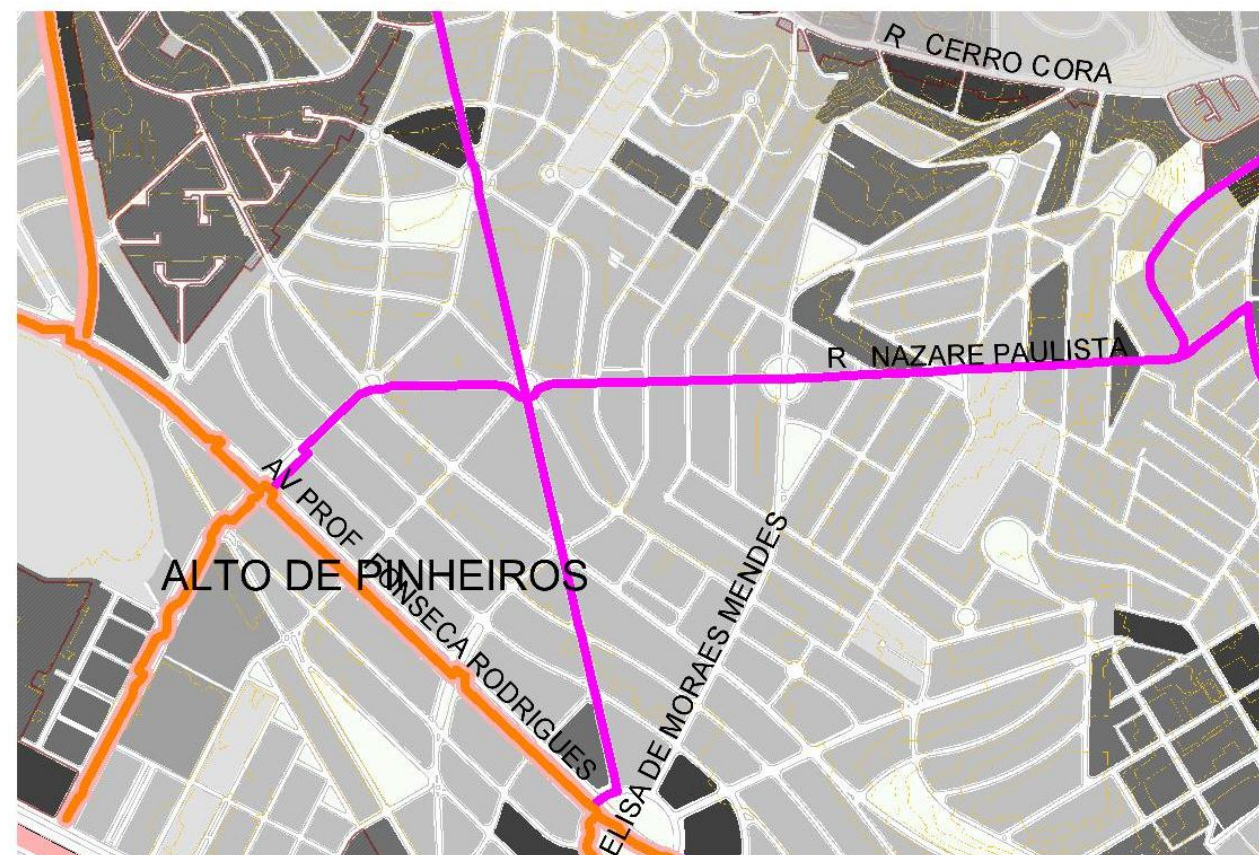 R CERRO CORA
R NAZARE PAULISTA
AV PROF FONSECA RODRIGUES
ALTO DE PINHEIROS
ELISA DE MORAES MENDES